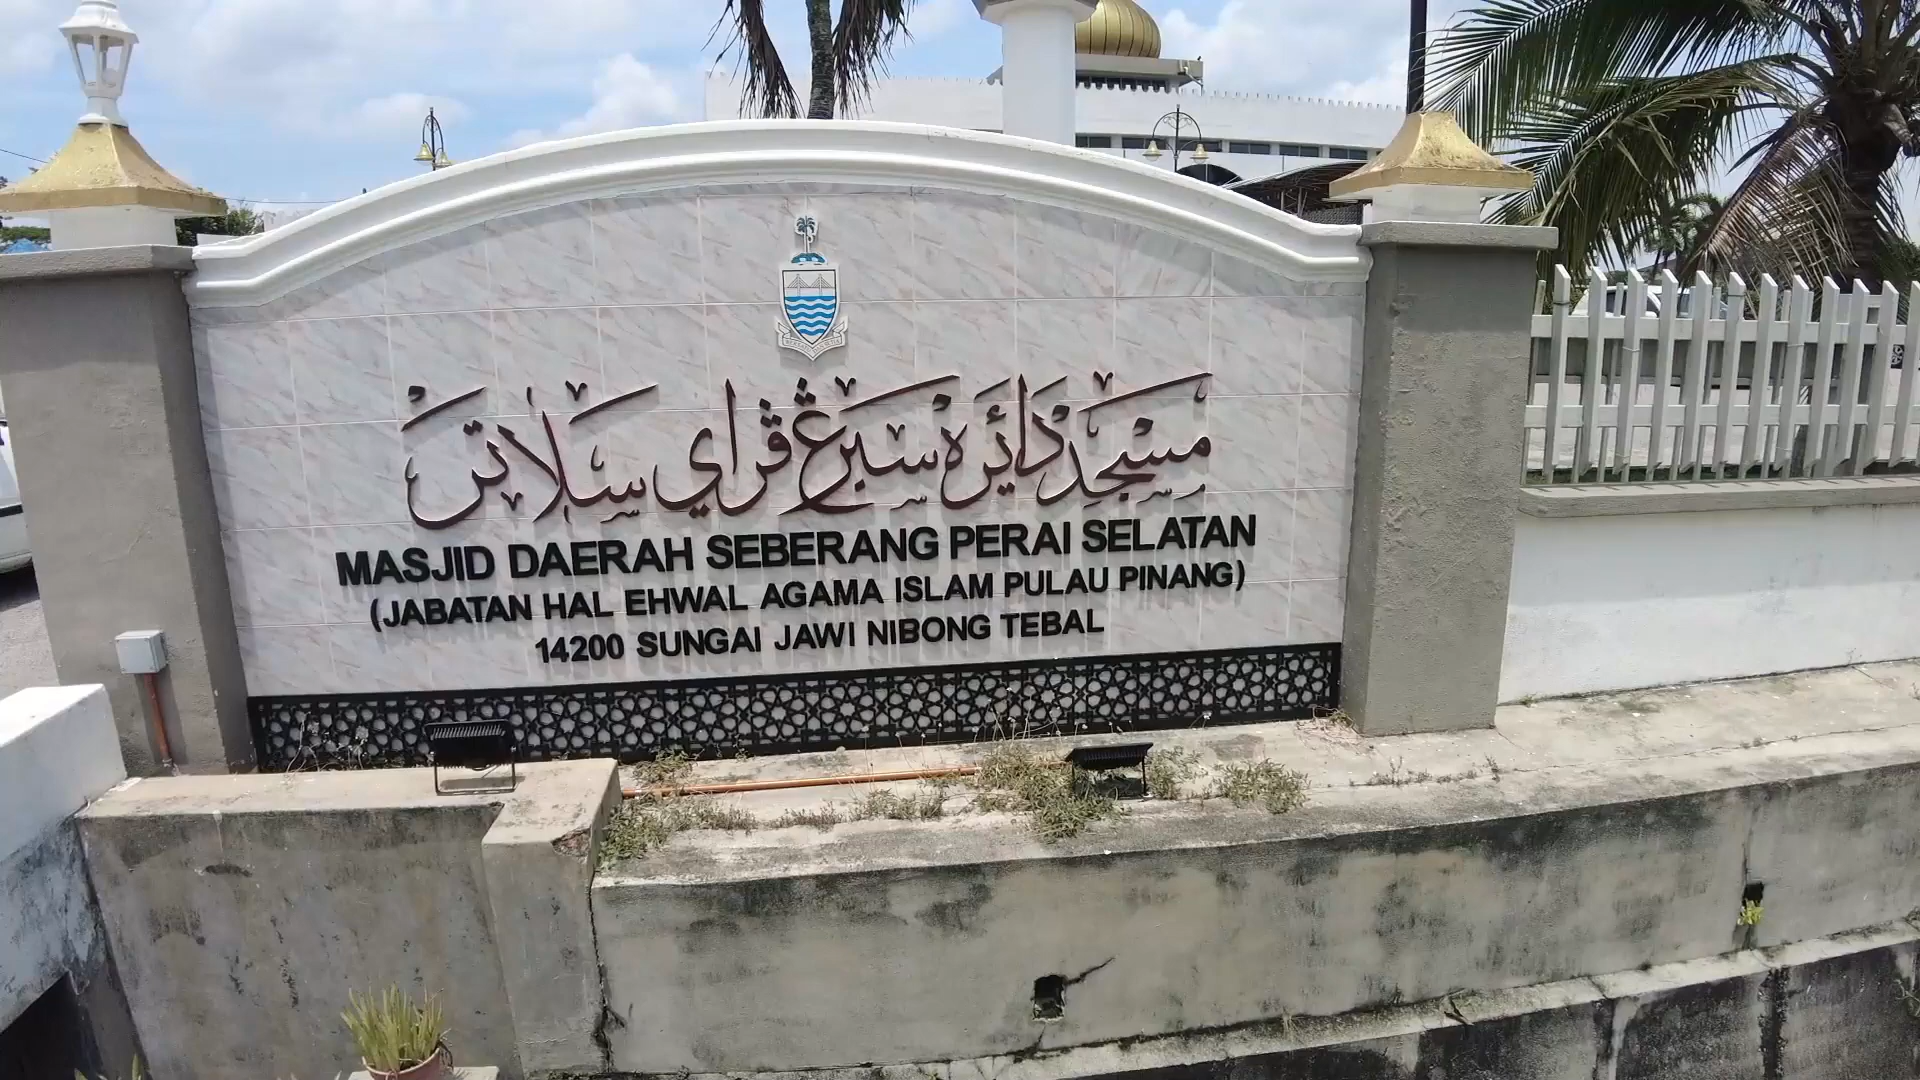 مسجد دائره سبرڠ ڤراي سلاتن
MASJID DAERAH SEBERANG PERAI SELATAN
(JABATAN HAL EHWAL AGAMA ISLAM PULAU PINANG)
14200 SUNGAI JAWI NIBONG TEBAL